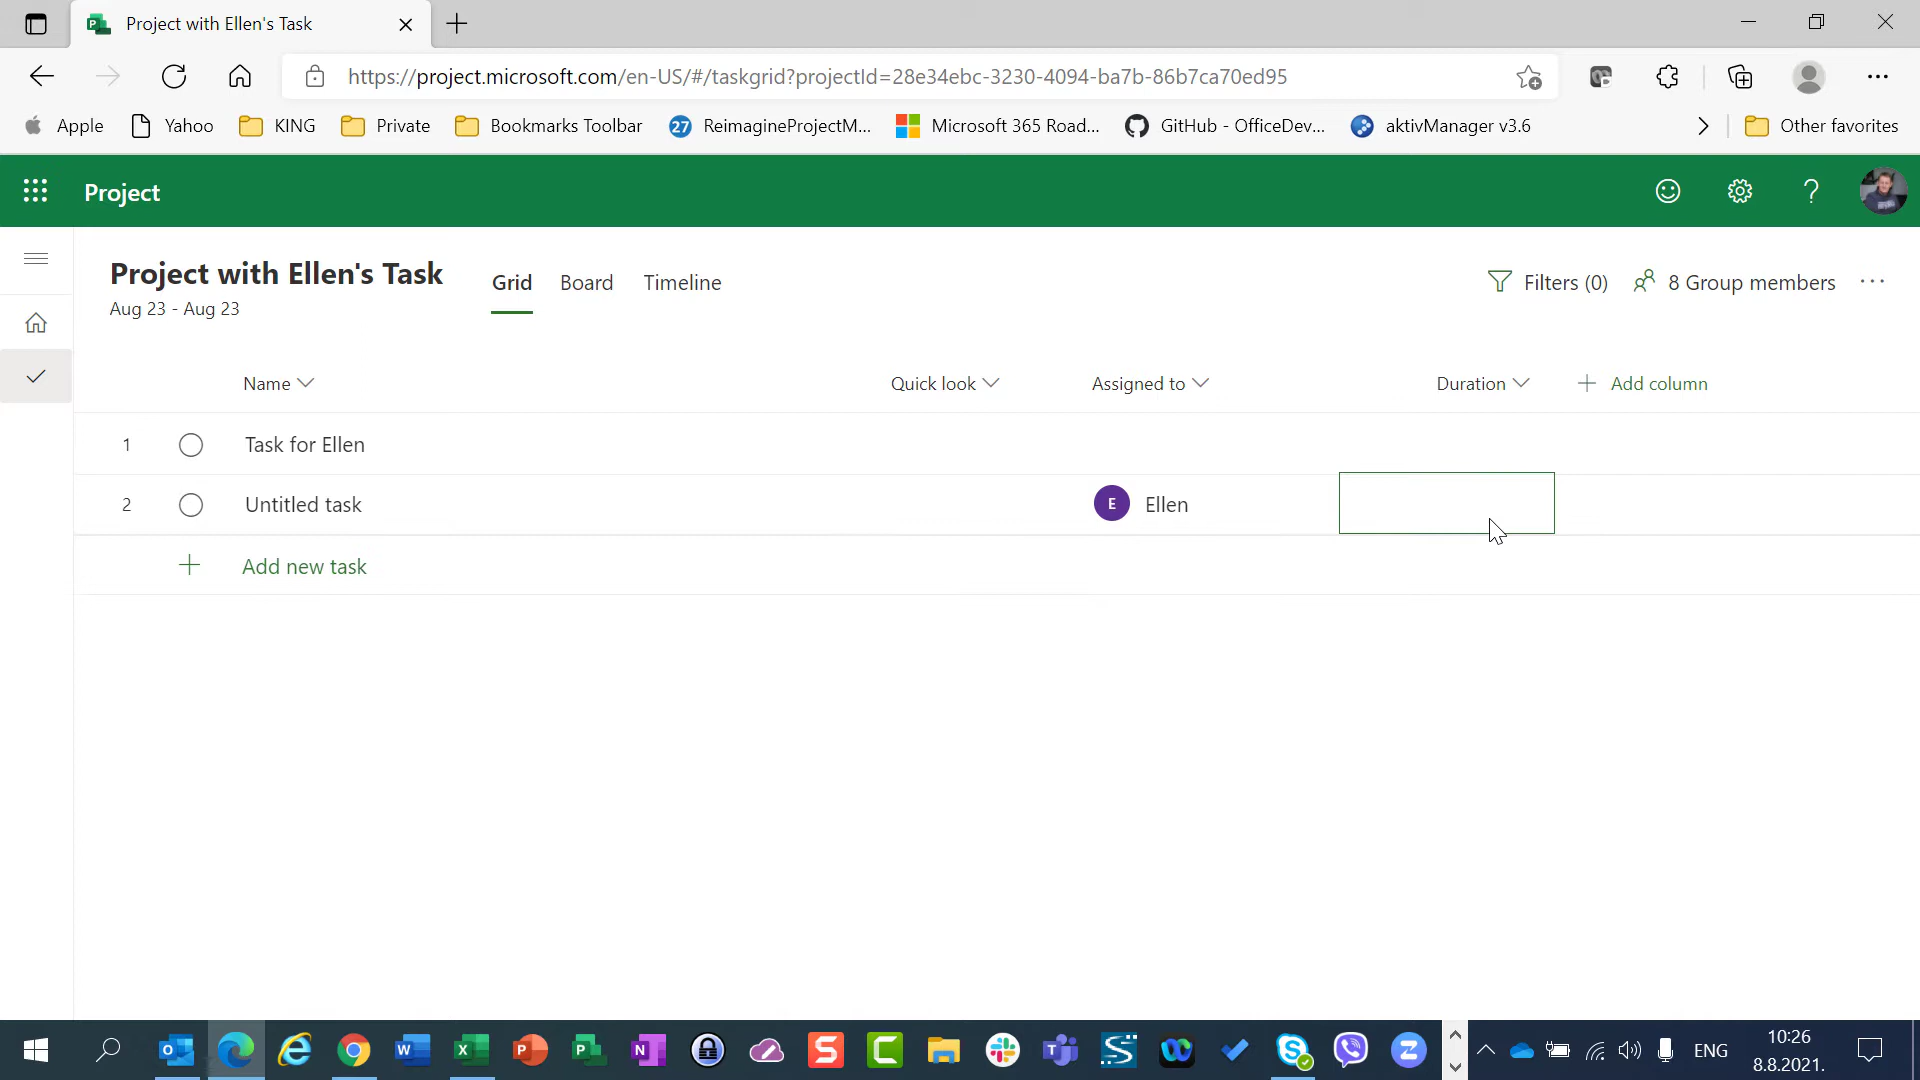 Project with Ellen's Task
https://project.microsoft.com/en-US/#/taskgrid?projectId=28e34ebc-3230-4094-ba7b-86b7ca70ed95
Apple Yahoo KING Private Bookmarks Toolbar 27 ReimagineProjectM... Microsoft 365 Road... GitHub - OfficeDev... aktivManager v3.6 Other favorites
Project
Project with Ellen's Task Grid Board Timeline Filters (0) 8 Group members
Aug 23 - Aug 23
Name Quick look Assigned to Duration Add column
1 Task for Ellen
2 Untitled task E Ellen
Add new task
ENG 10:26
8.8.2021.